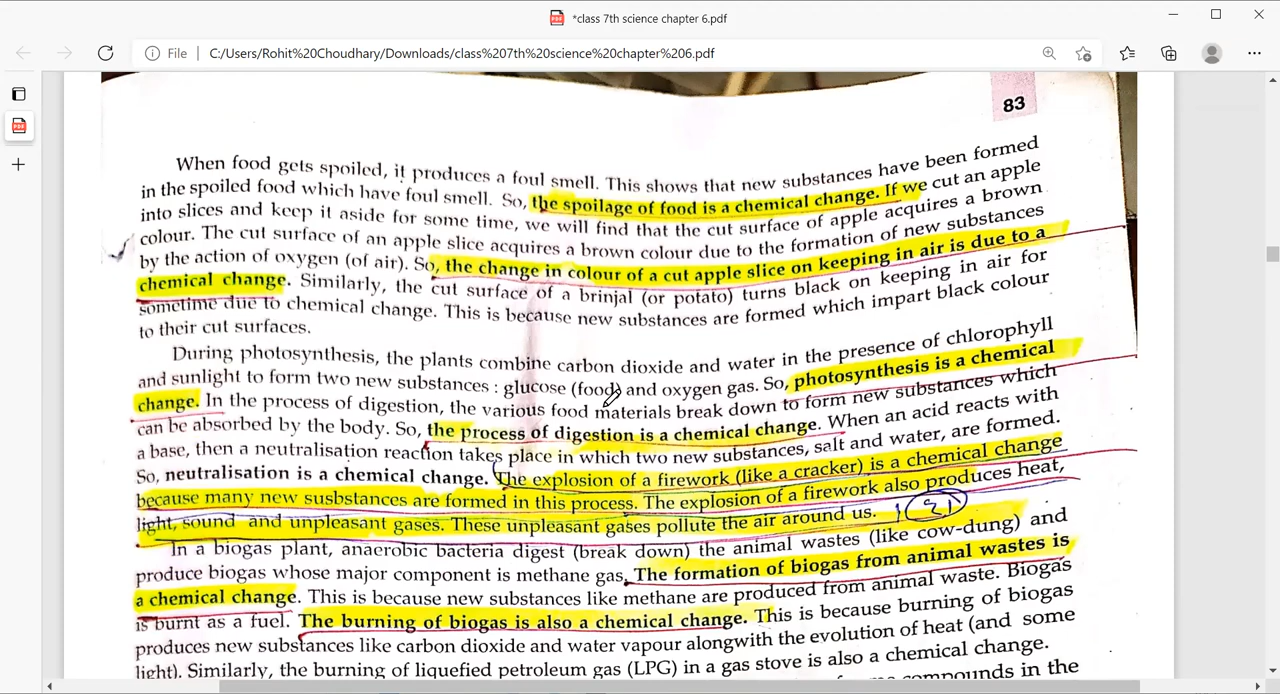 *class 7th science chapter 6.pdf
File | C:/Users/Rohit%20Choudhary/Downloads/class%207th%20science%20chapter%206.pdf
83
When food gets spoiled, it produces a foul smell. This shows that new substances have been formed
in the spoiled food which have foul smell. So, the spoilage of food is a chemical change. If we cut an apple
into slices and keep it aside for some time, we will find that the cut surface of apple acquires a brown
colour. The cut surface of an apple slice acquires a brown colour due to the formation of new substances
by the action of oxygen (of air). So, the change in colour of a cut apple slice on keeping in air is due to a
chemical change. Similarly, the cut surface of a brinjal (or potato) turns black on keeping in air for
sometime due to chemical change. This is because new substances are formed which impart black colour
to their cut surfaces.
During photosynthesis, the plants combine carbon dioxide and water in the presence of chlorophyll
and sunlight to form two new substances : glucose (food) and oxygen gas. So, photosynthesis is a chemical
change. In the process of digestion, the various food materials break down to form new substances which
can be absorbed by the body. So, the process of digestion is a chemical change. When an acid reacts with
a base, then a neutralisation reaction takes place in which two new substances, salt and water, are formed.
So, neutralisation is a chemical change. The explosion of a firework (like a cracker) is a chemical change
because many new susbstances are formed in this process. The explosion of a firework also produces heat,
light, sound and unpleasant gases. These unpleasant gases pollute the air around us.
In a biogas plant, anaerobic bacteria digest (break down) the animal wastes (like cow-dung) and
produce biogas whose major component is methane gas. The formation of biogas from animal wastes is
a chemical change. This is because new substances like methane are produced from animal waste. Biogas
is burnt as a fuel. The burning of biogas is also a chemical change. This is because burning of biogas
produces new substances like carbon dioxide and water vapour alongwith the evolution of heat (and some
light). Similarly, the burning of liquefied petroleum gas (LPG) in a gas stove is also a chemical change.
compounds in the